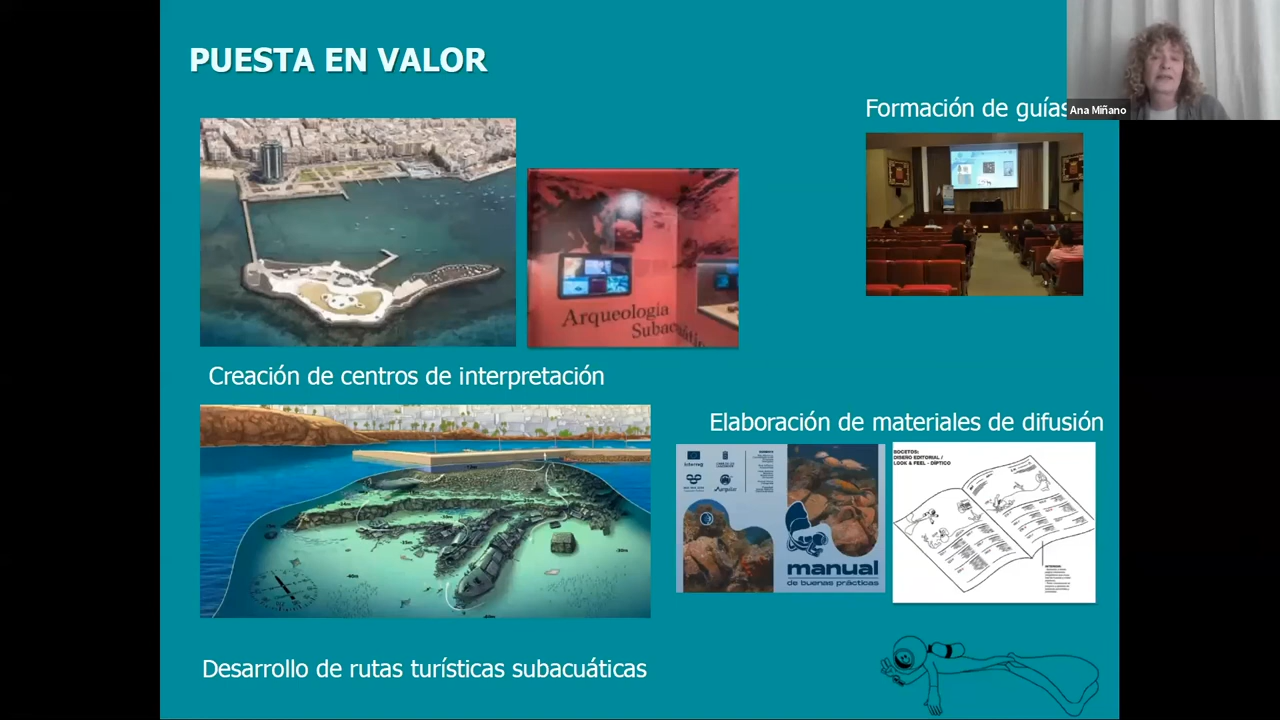 PUESTA EN VALOR
Formación de guías
Ana Miñano
Arqueología
Subacuática
Creación de centros de interpretación
Elaboración de materiales de difusión
BOCETOS:
DISEÑO EDITORIAL /
LOOK & FEEL - DÍPTICO
manual
de buenas prácticas
Desarrollo de rutas turísticas subacuáticas